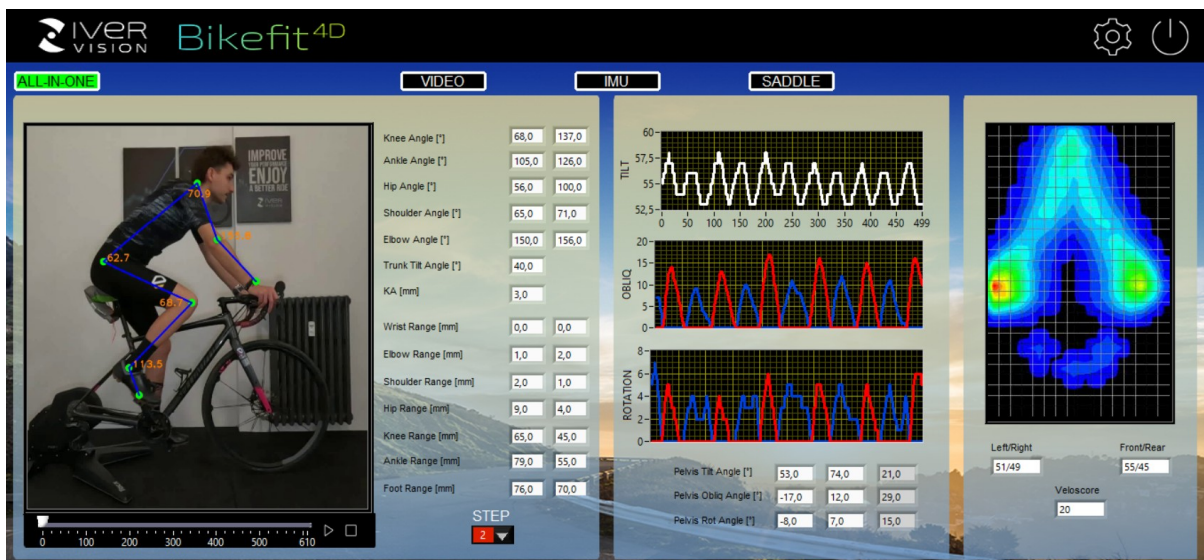 IVER VISION Bikefit4D
ALL-IN-ONE VIDEO IMU SADDLE
IMPROVE
ENJOY
A BETTER RIDE
70.9
62.7
113.5
0 100 200 300 400 500 610
Knee Angle [°] 68,0 137,0
Ankle Angle [°] 105,0 126,0
Hip Angle [°] 56,0 100,0
Shoulder Angle [°] 65,0 71,0
Elbow Angle [°] 150,0 156,0
Trunk Tilt Angle [°] 40,0
KA [mm] 3,0
Wrist Range [mm] 0,0 0,0
Elbow Range [mm] 1,0 2,0
Shoulder Range [mm] 2,0 1,0
Hip Range [mm] 9,0 4,0
Knee Range [mm] 65,0 45,0
Ankle Range [mm] 79,0 55,0
Foot Range [mm] 76,0 70,0
STEP
2
TILT
60
57,5
55
52,5
0 50 100 150 200 250 300 350 400 450 499
OBLIQ
20
15
10
5
0
ROTATION
8
6
4
2
0
Pelvis Tilt Angle [°] 53,0 74,0 21,0
Pelvis Obliq Angle [°] -17,0 12,0 29,0
Pelvis Rot Angle [°] -8,0 7,0 15,0
Left/Right Front/Rear
51/49 55/45
Veloscore
20